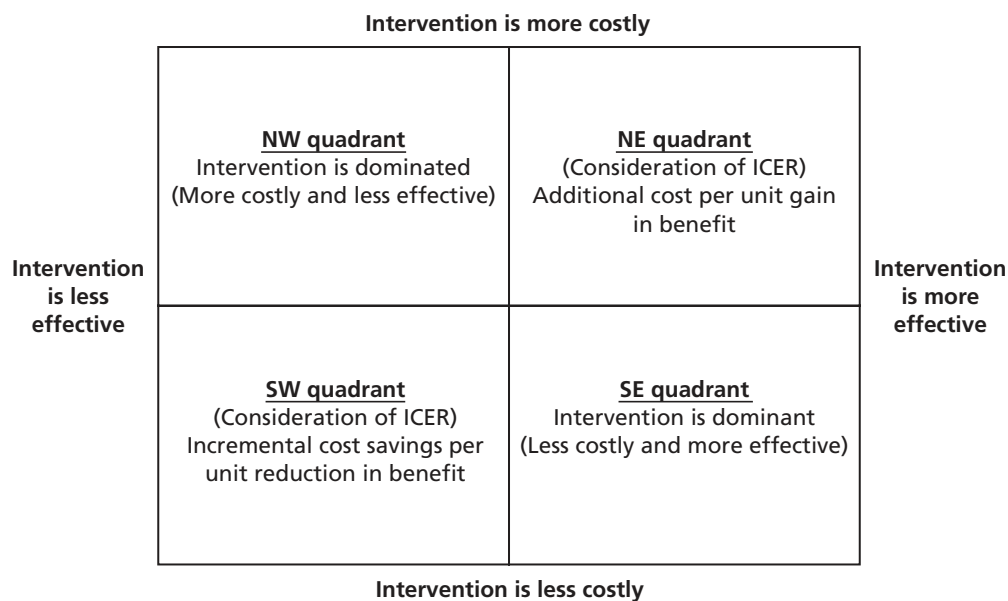 Intervention is more costly
NW quadrant
Intervention is dominated
(More costly and less effective)
NE quadrant
(Consideration of ICER)
Additional cost per unit gain
in benefit
Intervention
is less
effective
Intervention
is more
effective
SW quadrant
(Consideration of ICER)
Incremental cost savings per
unit reduction in benefit
SE quadrant
Intervention is dominant
(Less costly and more effective)
Intervention is less costly